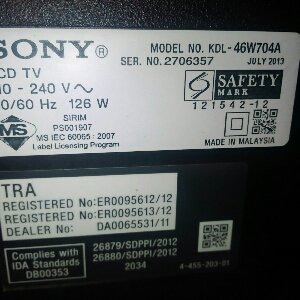 SONY® MODEL NO. KDL-46W704A
SER. NO. 2706357 JULY 2013
CD TV
- 240 V
/60 Hz 126 W
S SAFETY
MARK
121542-12
SIRIM
PS001907
MS IEC 60065 : 2007
Label Licensing Program
MS
MADE IN MALAYSIA
TRA
REGISTERED No:ER0095612/12
REGISTERED No:ER0095613/12
DEALER No: DA0065531/11
Complies with
IDA Standards
DB00353
26879/SDPPI/2012
26880/SDPPI/2012
2034
4-455-203-01